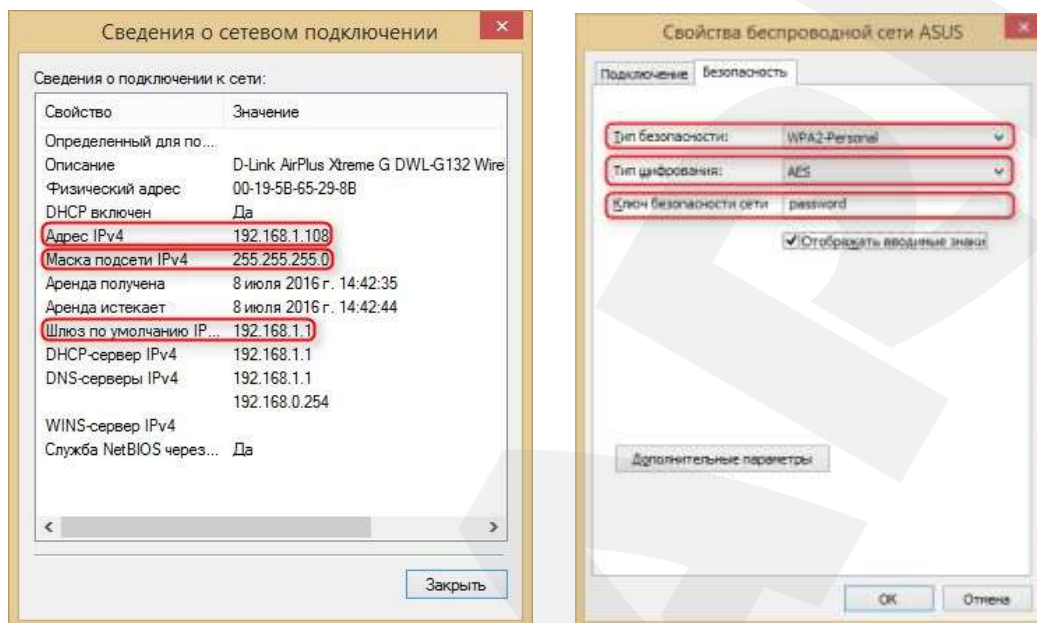 Сведения о сетевом подключении
Сведения о подключении к сети:
Свойство Значение
Определенный для по...
Описание D-Link AirPlus Xtreme G DWL-G132 Wire
Физический адрес 00-19-5B-65-29-8B
DHCP включен Да
Адрес IPv4 192.168.1.108
Маска подсети IPv4 255.255.255.0
Аренда получена 8 июля 2016 г. 14:42:35
Аренда истекает 8 июля 2016 г. 14:42:44
Шлюз по умолчанию IP... 192.168.1.1
DHCP-сервер IPv4 192.168.1.1
DNS-серверы IPv4 192.168.1.1
192.168.0.254
WINS-сервер IPv4
Служба NetBIOS через... Да
Закрыть
Свойства беспроводной сети ASUS
Подключение Безопасность
Тип безопасности: WPA2-Personal
Тип шифрования: AES
Ключ безопасности сети password
Отображать вводимые знаки
Дополнительные параметры
ОК Отмена